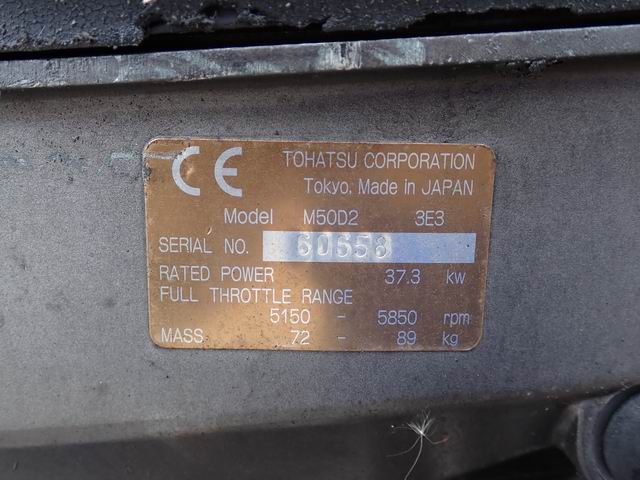 CE TOHATSU CORPORATION
Tokyo, Made in JAPAN
Model M50D2 3E3
SERIAL NO. 60658
RATED POWER 37.3 kw
FULL THROTTLE RANGE
5150 - 5850 rpm
MASS 72 - 89 kg